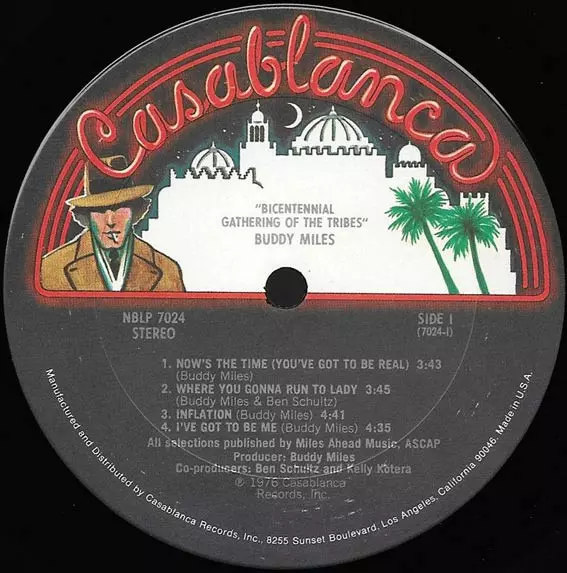 Casablanca
"BICENTENNIAL
GATHERING OF THE TRIBES"
BUDDY MILES
NBLP 7024
STEREO
SIDE I
(7024-I)
1. NOW'S THE TIME (YOU'VE GOT TO BE REAL) 3:43
(Buddy Miles)
2. WHERE YOU GONNA RUN TO LADY 3:45
(Buddy Miles & Ben Schultz)
3. INFLATION (Buddy Miles) 4:41
4. I'VE GOT TO BE ME (Buddy Miles) 4:35
All selections published by Miles Ahead Music, ASCAP
Producer: Buddy Miles
Co-producers: Ben Schultz and Kelly Kotera
℗ 1976 Casablanca
Records, Inc.
Manufactured and Distributed by Casablanca Records, Inc., 8255 Sunset Boulevard, Los Angeles, California 90046. Made in U.S.A.